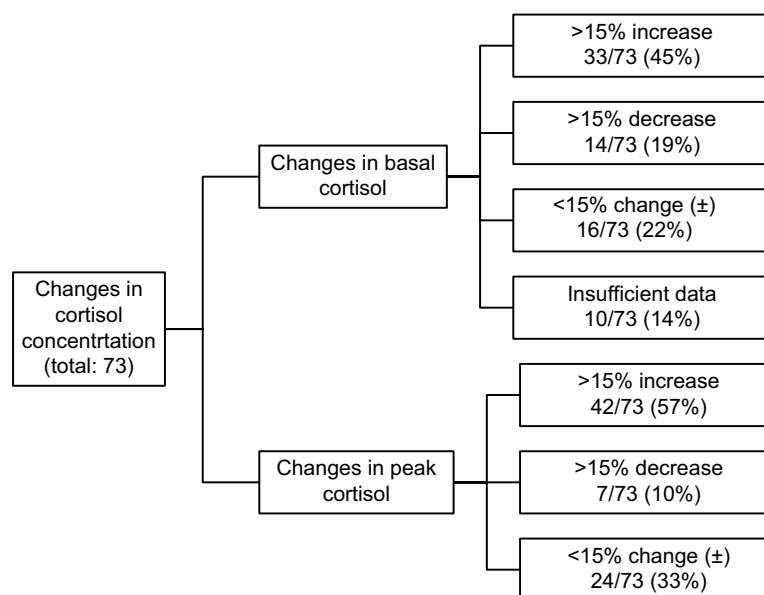 Changes in
cortisol
concentrtation
(total: 73)
Changes in basal
cortisol
>15% increase
33/73 (45%)
>15% decrease
14/73 (19%)
<15% change (±)
16/73 (22%)
Insufficient data
10/73 (14%)
Changes in peak
cortisol
>15% increase
42/73 (57%)
>15% decrease
7/73 (10%)
<15% change (±)
24/73 (33%)